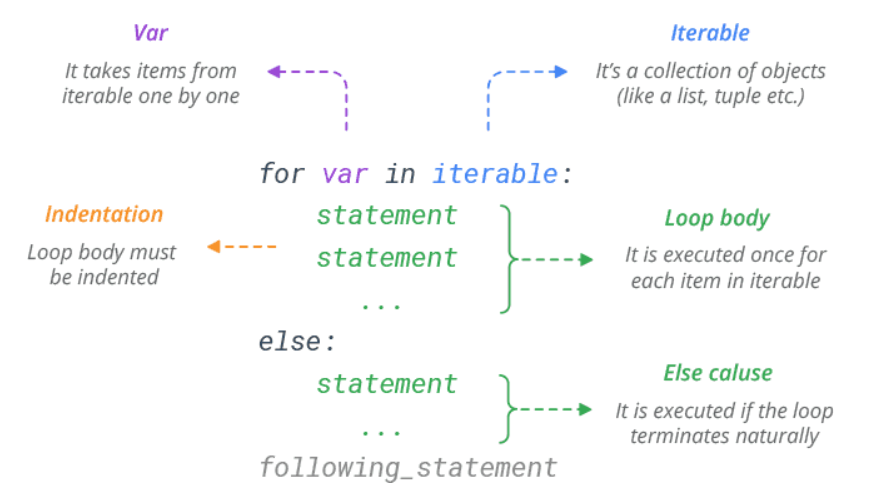 Var
It takes items from
iterable one by one
Iterable
It's a collection of objects
(like a list, tuple etc.)
for var in iterable:
Indentation
Loop body must
be indented
statement
statement
...
Loop body
It is executed once for
each item in iterable
else:
statement
...
Else caluse
It is executed if the loop
terminates naturally
following_statement